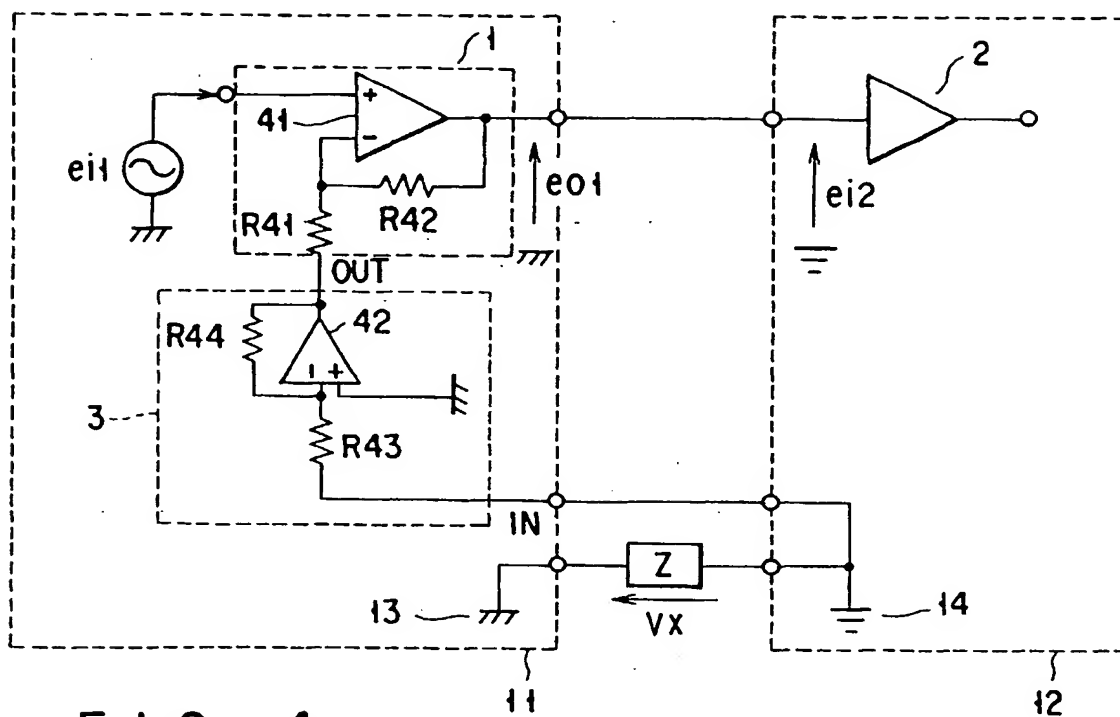 1
2
41
+
−
ei1
R42
eo1
ei2
R41
OUT
R44
42
− +
3
R43
IN
Z
13
VX
14
11
12